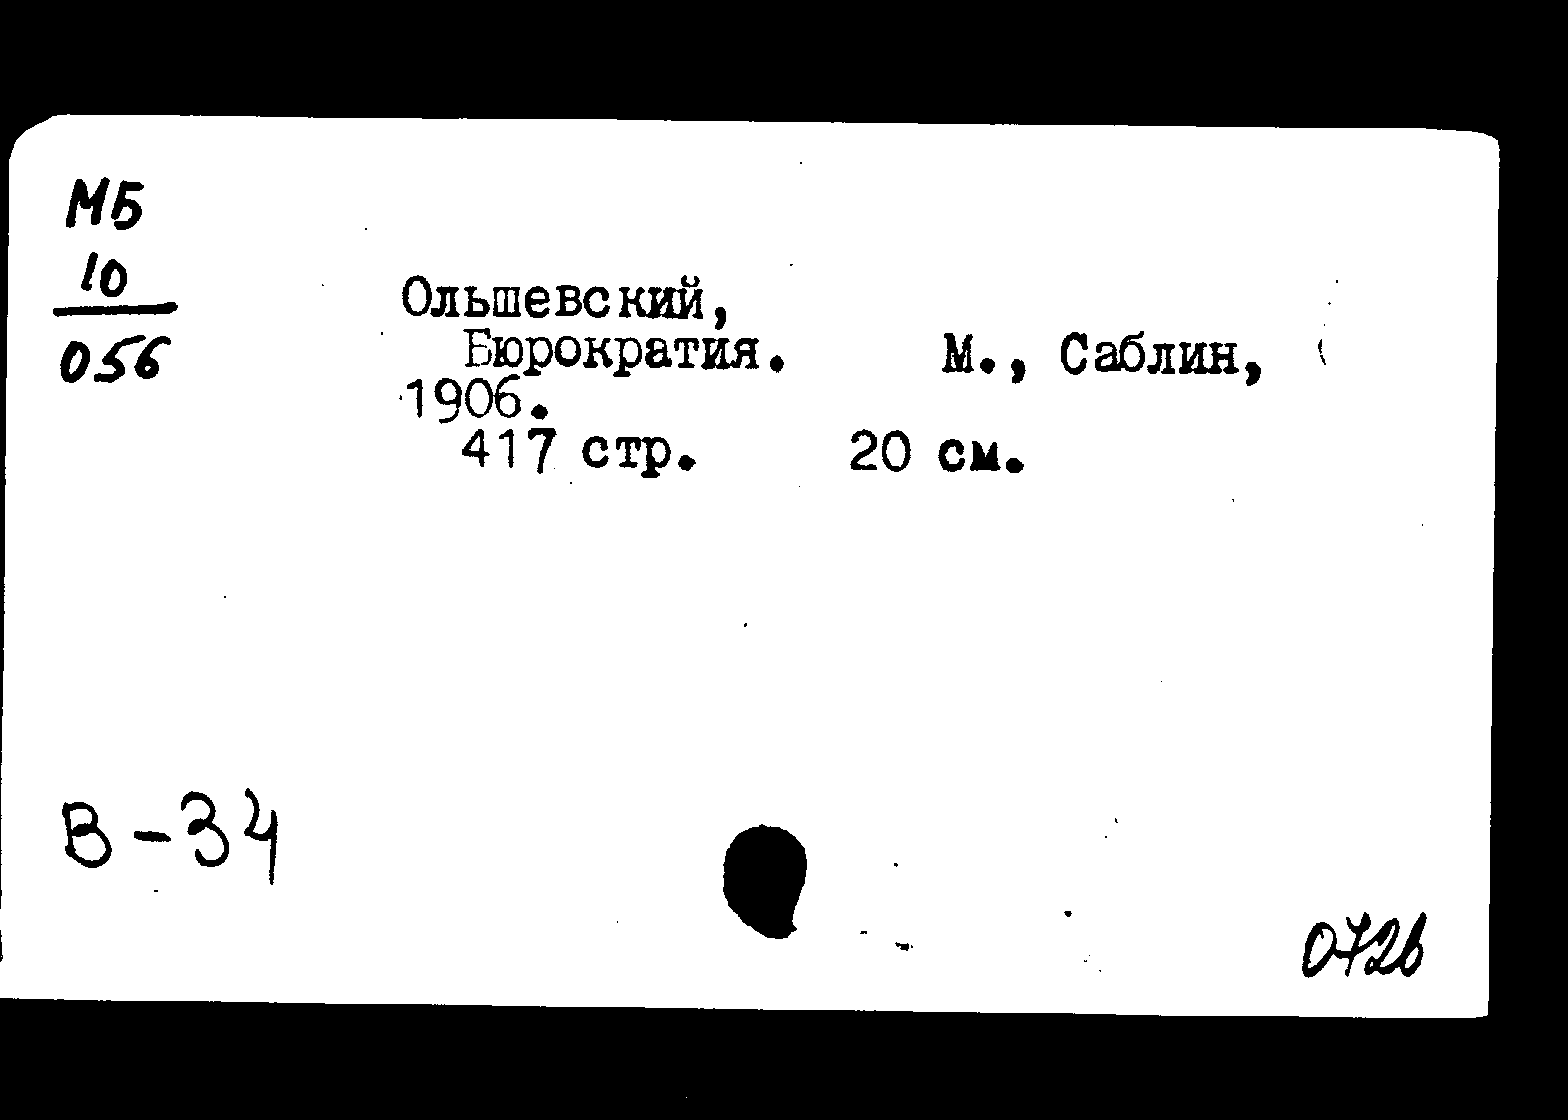 МБ
10
056
Ольшевский,
Бюрократия. М., Саблин,
1906.
417 стр. 20 см.
В-34
0726